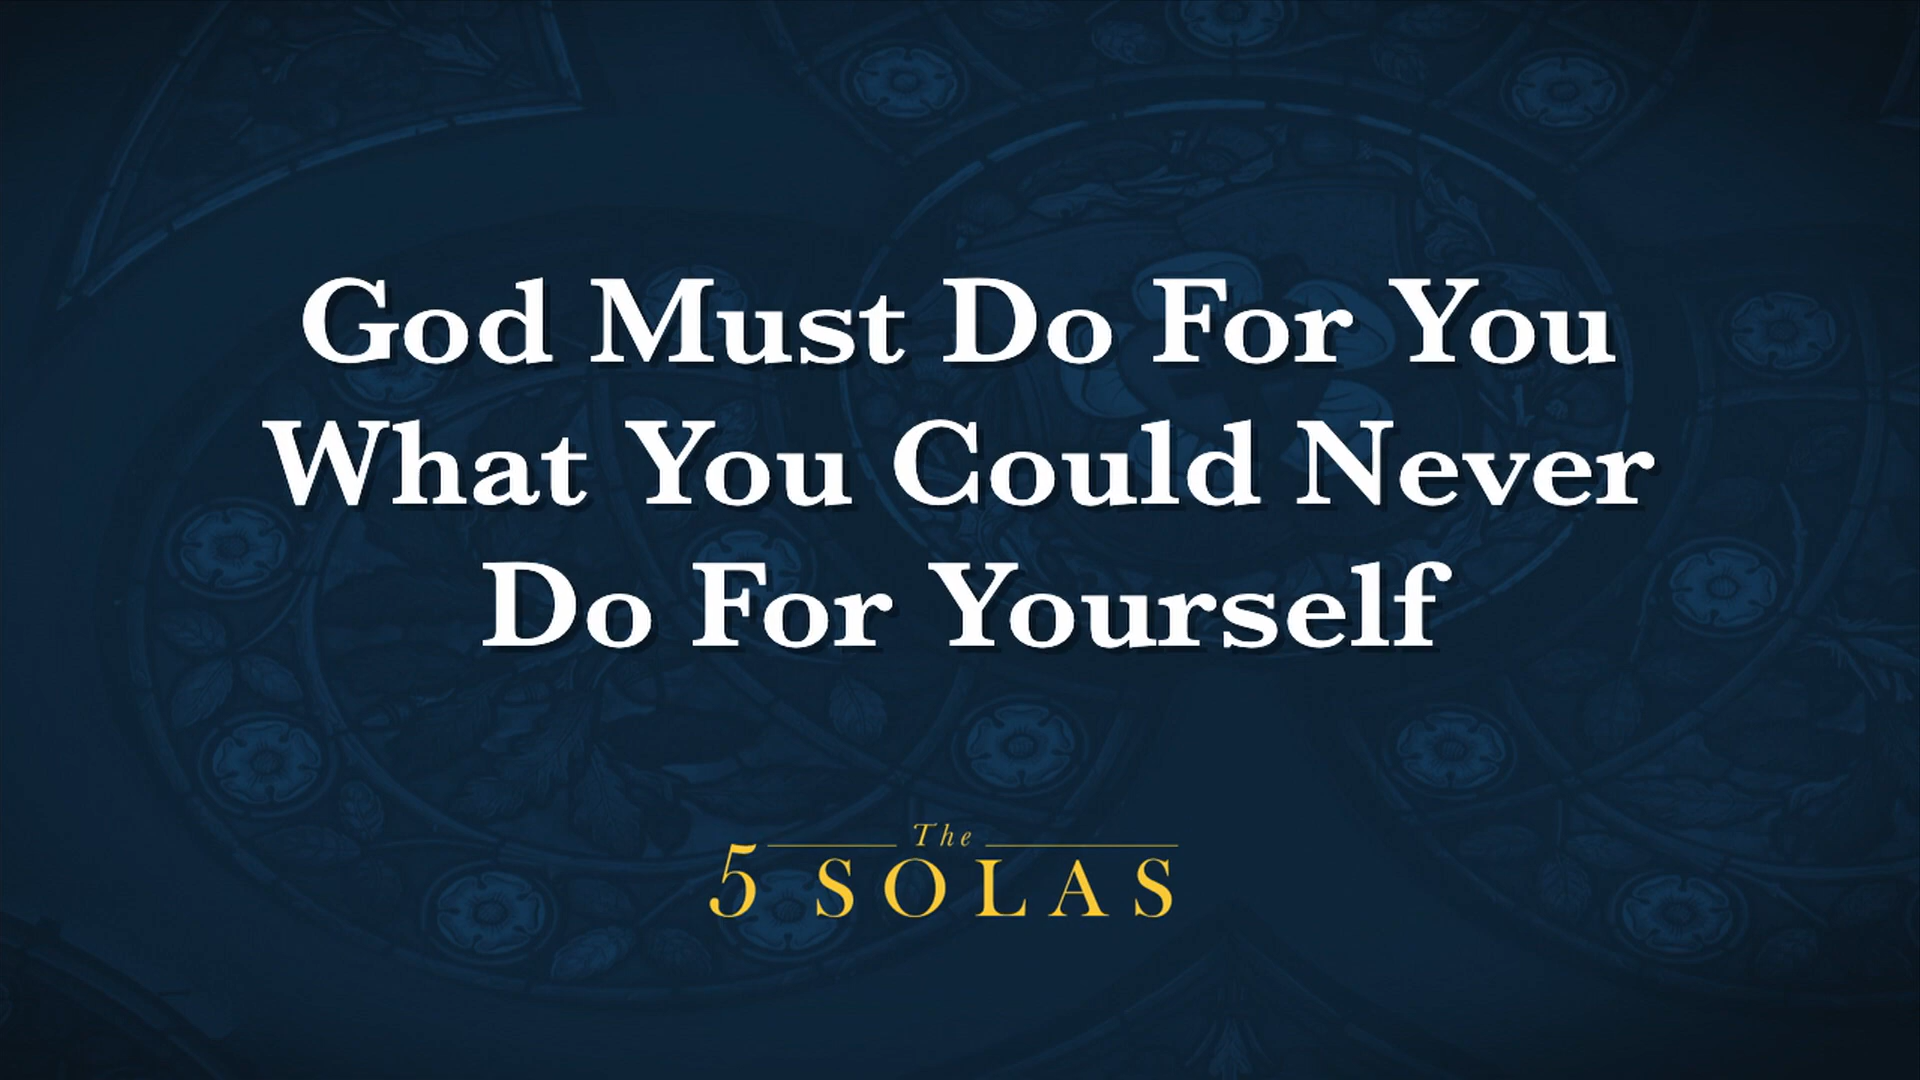 God Must Do For You
What You Could Never
Do For Yourself
The
5 SOLAS